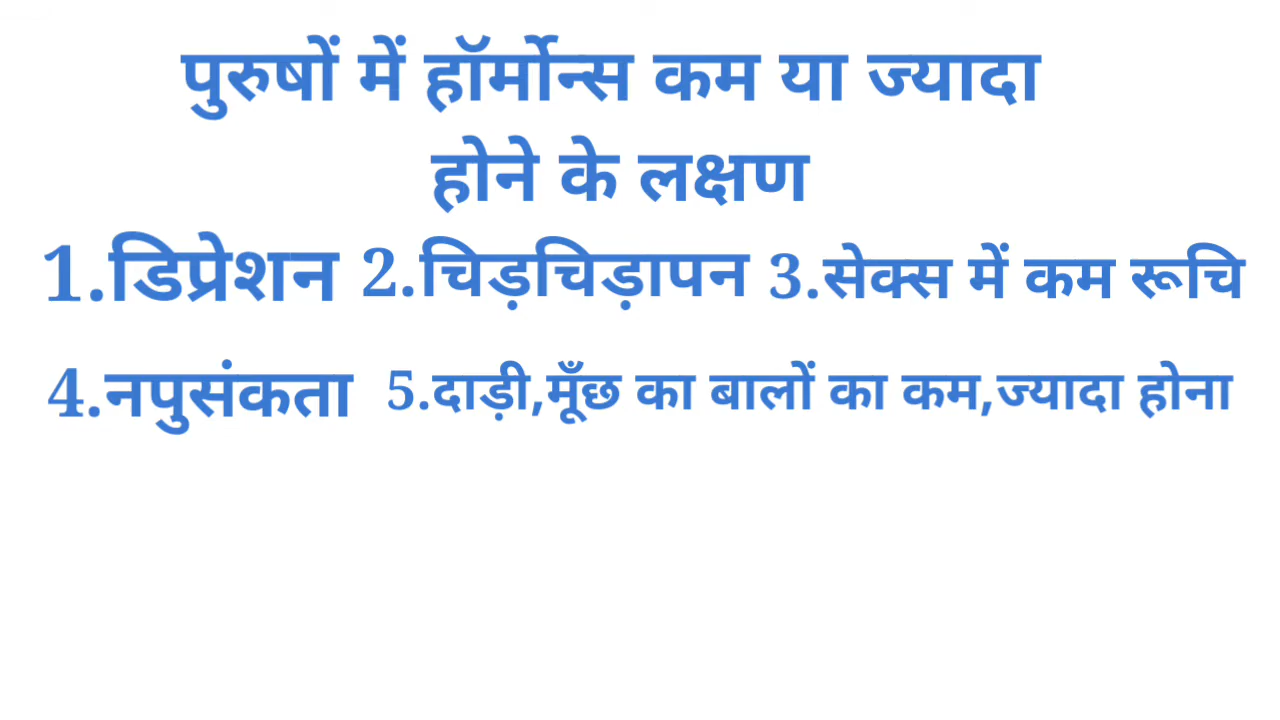 पुरुषों में हॉर्मोन्स कम या ज्यादा
होने के लक्षण
1.डिप्रेशन 2.चिड़चिड़ापन 3.सेक्स में कम रूचि
4.नपुसंकता 5.दाड़ी,मूँछ का बालों का कम,ज्यादा होना